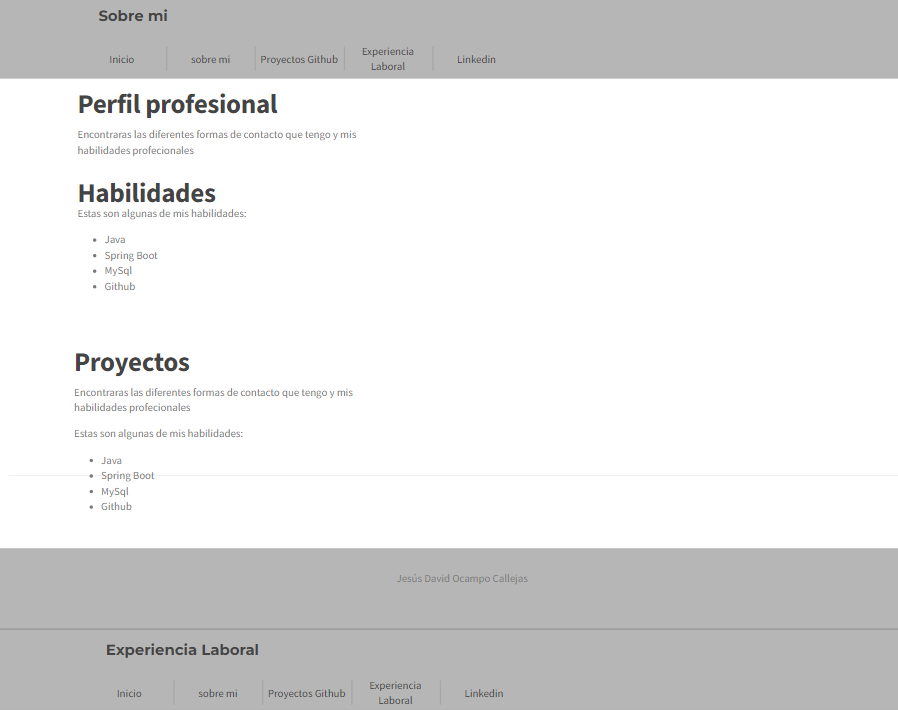 Sobre mi
Inicio
sobre mi
Proyectos Github
Experiencia
Laboral
Linkedin
Perfil profesional
Encontraras las diferentes formas de contacto que tengo y mis
habilidades profecionales
Habilidades
Estas son algunas de mis habilidades:
Java
Spring Boot
MySql
Github
Proyectos
Encontraras las diferentes formas de contacto que tengo y mis
habilidades profecionales
Estas son algunas de mis habilidades:
Java
Spring Boot
MySql
Github
Jesús David Ocampo Callejas
Experiencia Laboral
Inicio
sobre mi
Proyectos Github
Experiencia
Laboral
Linkedin